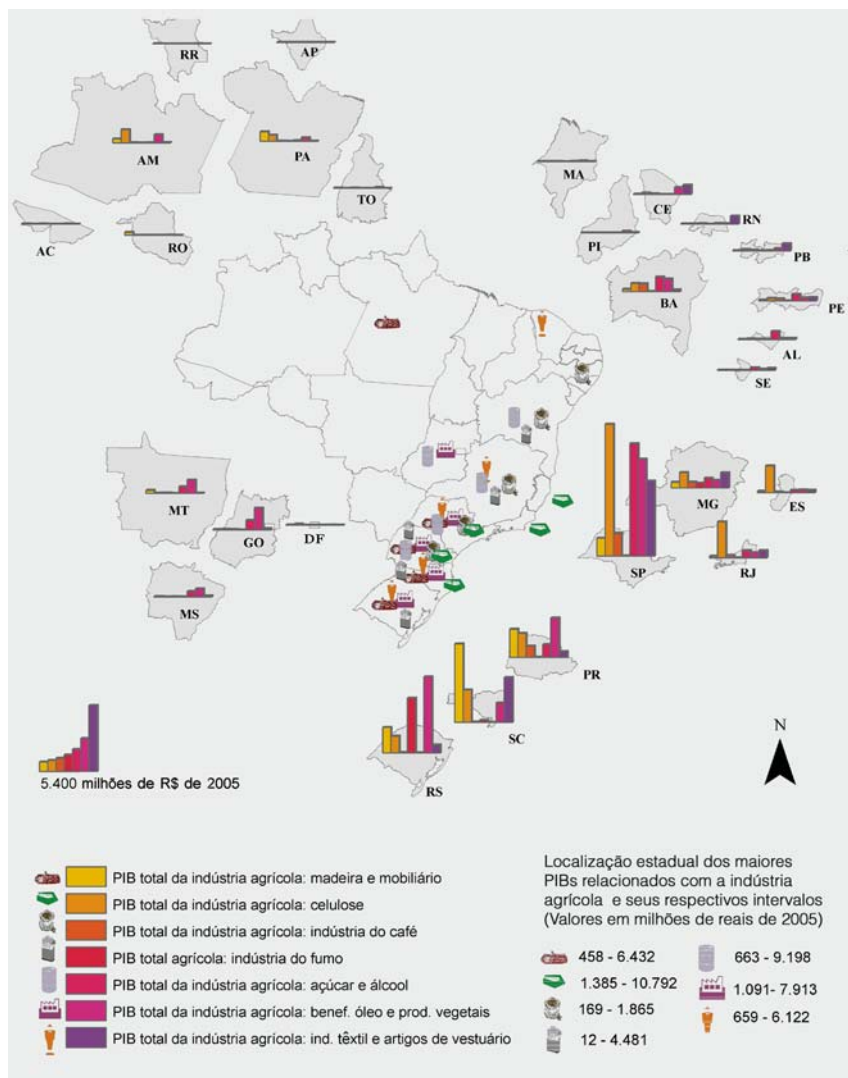 RR
AP
AM
PA
TO
AC
RO
MA
CE
RN
PI
PB
BA
PE
AL
SE
MT
GO
DF
MS
SP
MG
ES
RJ
PR
SC
RS
N
5.400 milhões de R$ de 2005
PIB total da indústria agrícola: madeira e mobiliário
PIB total da indústria agrícola: celulose
PIB total da indústria agrícola: indústria do café
PIB total agrícola: indústria do fumo
PIB total da indústria agrícola: açúcar e álcool
PIB total da indústria agrícola: benef. óleo e prod. vegetais
PIB total da indústria agrícola: ind. têxtil e artigos de vestuário
Localização estadual dos maiores
PIBs relacionados com a indústria
agrícola e seus respectivos intervalos
(Valores em milhões de reais de 2005)
458 - 6.432
1.385 - 10.792
169 - 1.865
12 - 4.481
663 - 9.198
1.091- 7.913
659 - 6.122